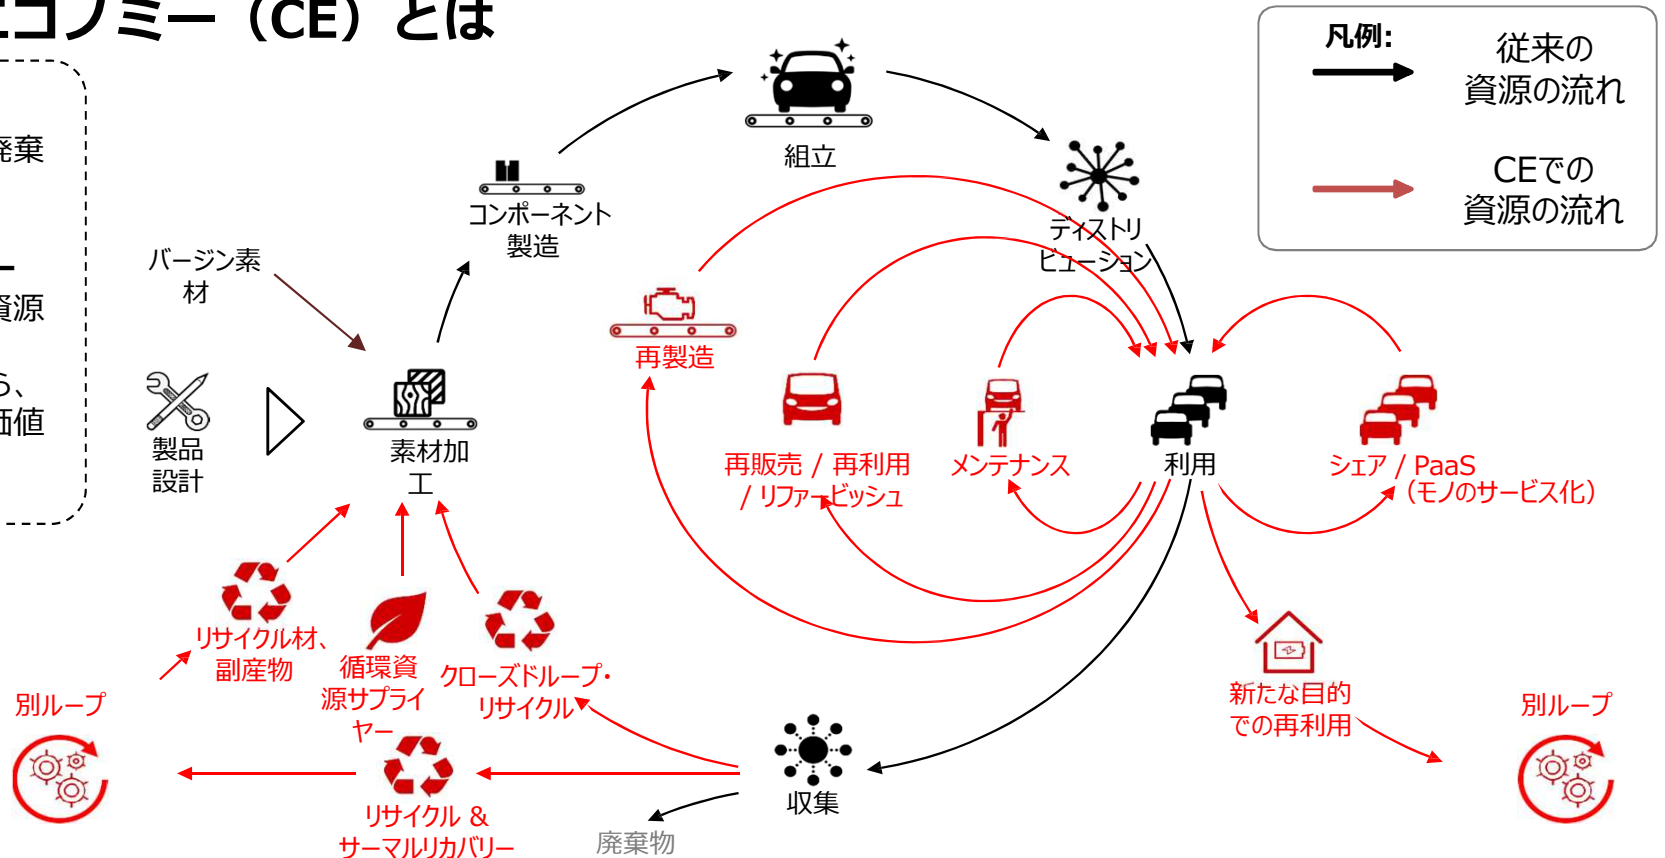 エコノミー（CE）とは
廃棄
ー
資源
ら、
価値
凡例:
従来の
資源の流れ
CEでの
資源の流れ
組立
コンポーネント
製造
ディストリ
ビューション
バージン素
材
製品
設計
素材加
工
再製造
再販売 / 再利用
/ リファービッシュ
メンテナンス
利用
シェア / PaaS
（モノのサービス化）
リサイクル材、
副産物
循環資
源サプライ
ヤー
クローズドループ・
リサイクル
新たな目的
での再利用
別ループ
別ループ
リサイクル &
サーマルリカバリー
収集
廃棄物